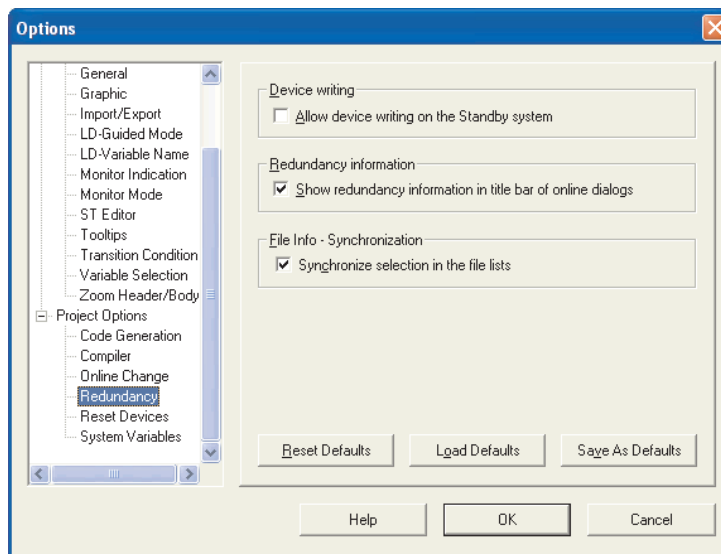 Options
General
Graphic
Import/Export
LD-Guided Mode
LD-Variable Name
Monitor Indication
Monitor Mode
ST Editor
Tooltips
Transition Condition
Variable Selection
Zoom Header/Body
Project Options
Code Generation
Compiler
Online Change
Redundancy
Reset Devices
System Variables
Device writing
Allow device writing on the Standby system
Redundancy information
Show redundancy information in title bar of online dialogs
File Info - Synchronization
Synchronize selection in the file lists
Reset Defaults
Load Defaults
Save As Defaults
Help
OK
Cancel